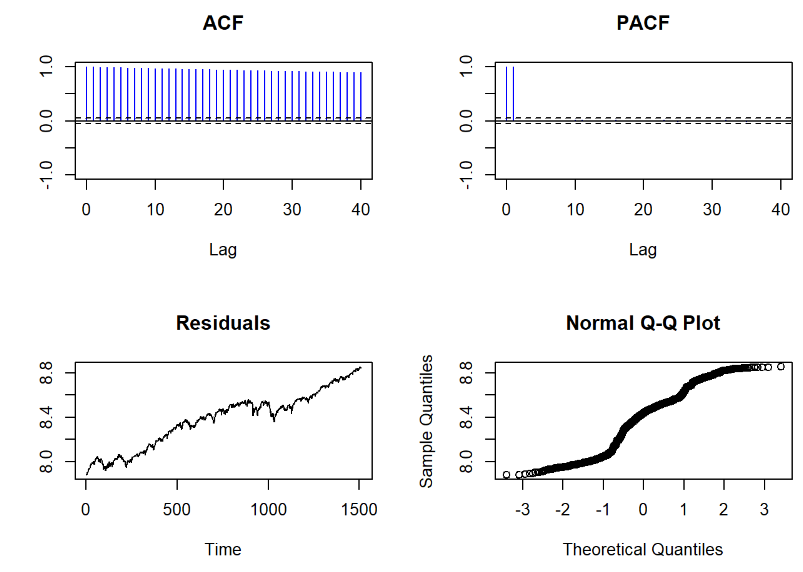 ACF
1.0
0.0
-1.0
0 10 20 30 40
Lag
PACF
1.0
0.0
-1.0
0 10 20 30 40
Lag
Residuals
8.8
8.4
8.0
0 500 1000 1500
Time
Normal Q-Q Plot
Sample Quantiles
8.8
8.4
8.0
-3 -2 -1 0 1 2 3
Theoretical Quantiles